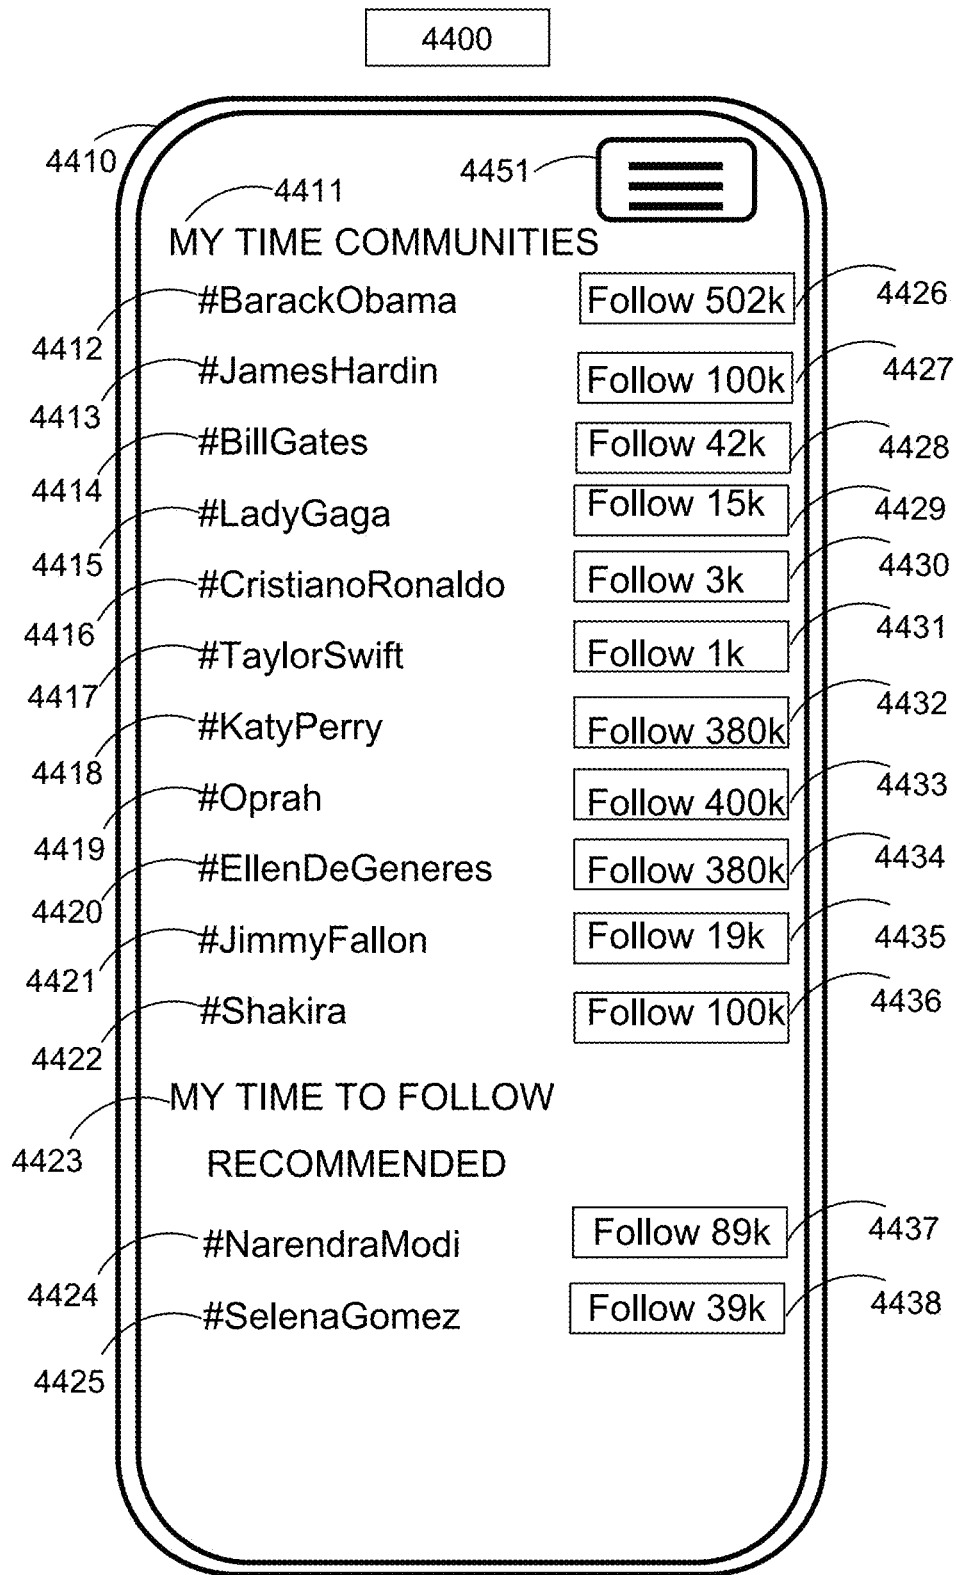 4400
4410
4451
4411
MY TIME COMMUNITIES
#BarackObama Follow 502k 4426
4412
#JamesHardin Follow 100k 4427
4413
#BillGates Follow 42k 4428
4414
#LadyGaga Follow 15k 4429
4415
#CristianoRonaldo Follow 3k 4430
4416
#TaylorSwift Follow 1k 4431
4417
#KatyPerry Follow 380k 4432
4418
#Oprah Follow 400k 4433
4419
#EllenDeGeneres Follow 380k 4434
4420
#JimmyFallon Follow 19k 4435
4421
#Shakira Follow 100k 4436
4422
MY TIME TO FOLLOW
4423
RECOMMENDED
#NarendraModi Follow 89k 4437
4424
#SelenaGomez Follow 39k 4438
4425